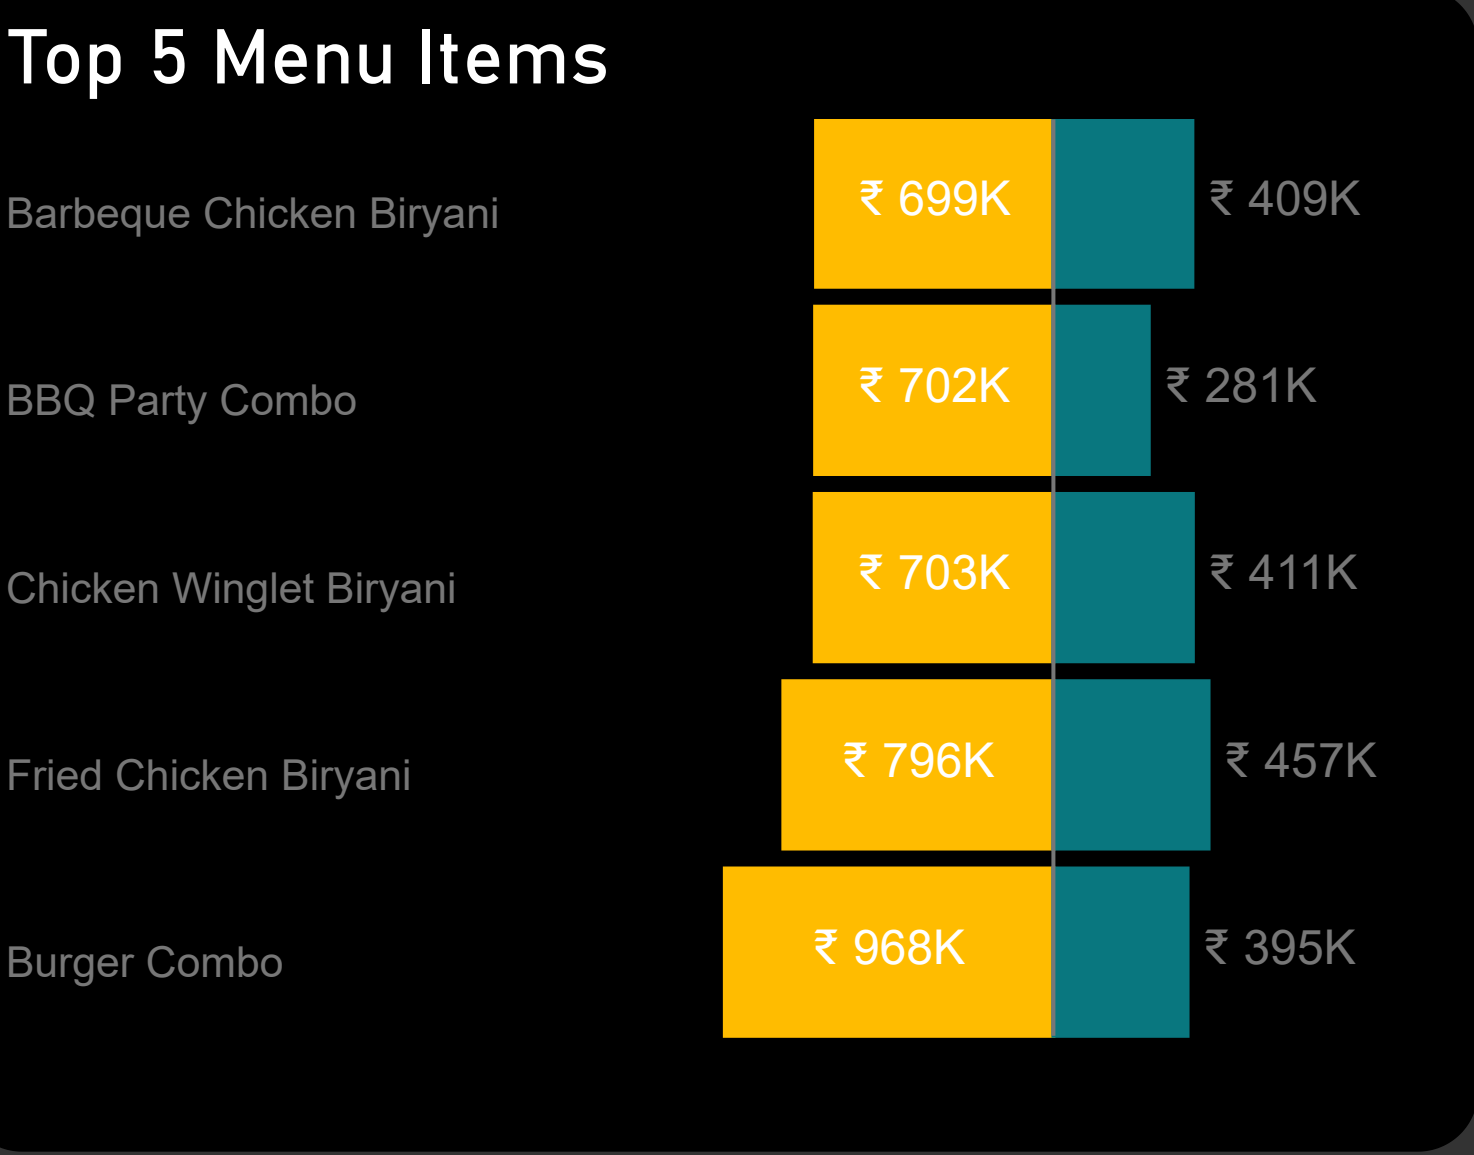 Top 5 Menu Items
Barbeque Chicken Biryani ₹ 699K ₹ 409K
BBQ Party Combo ₹ 702K ₹ 281K
Chicken Winglet Biryani ₹ 703K ₹ 411K
Fried Chicken Biryani ₹ 796K ₹ 457K
Burger Combo ₹ 968K ₹ 395K